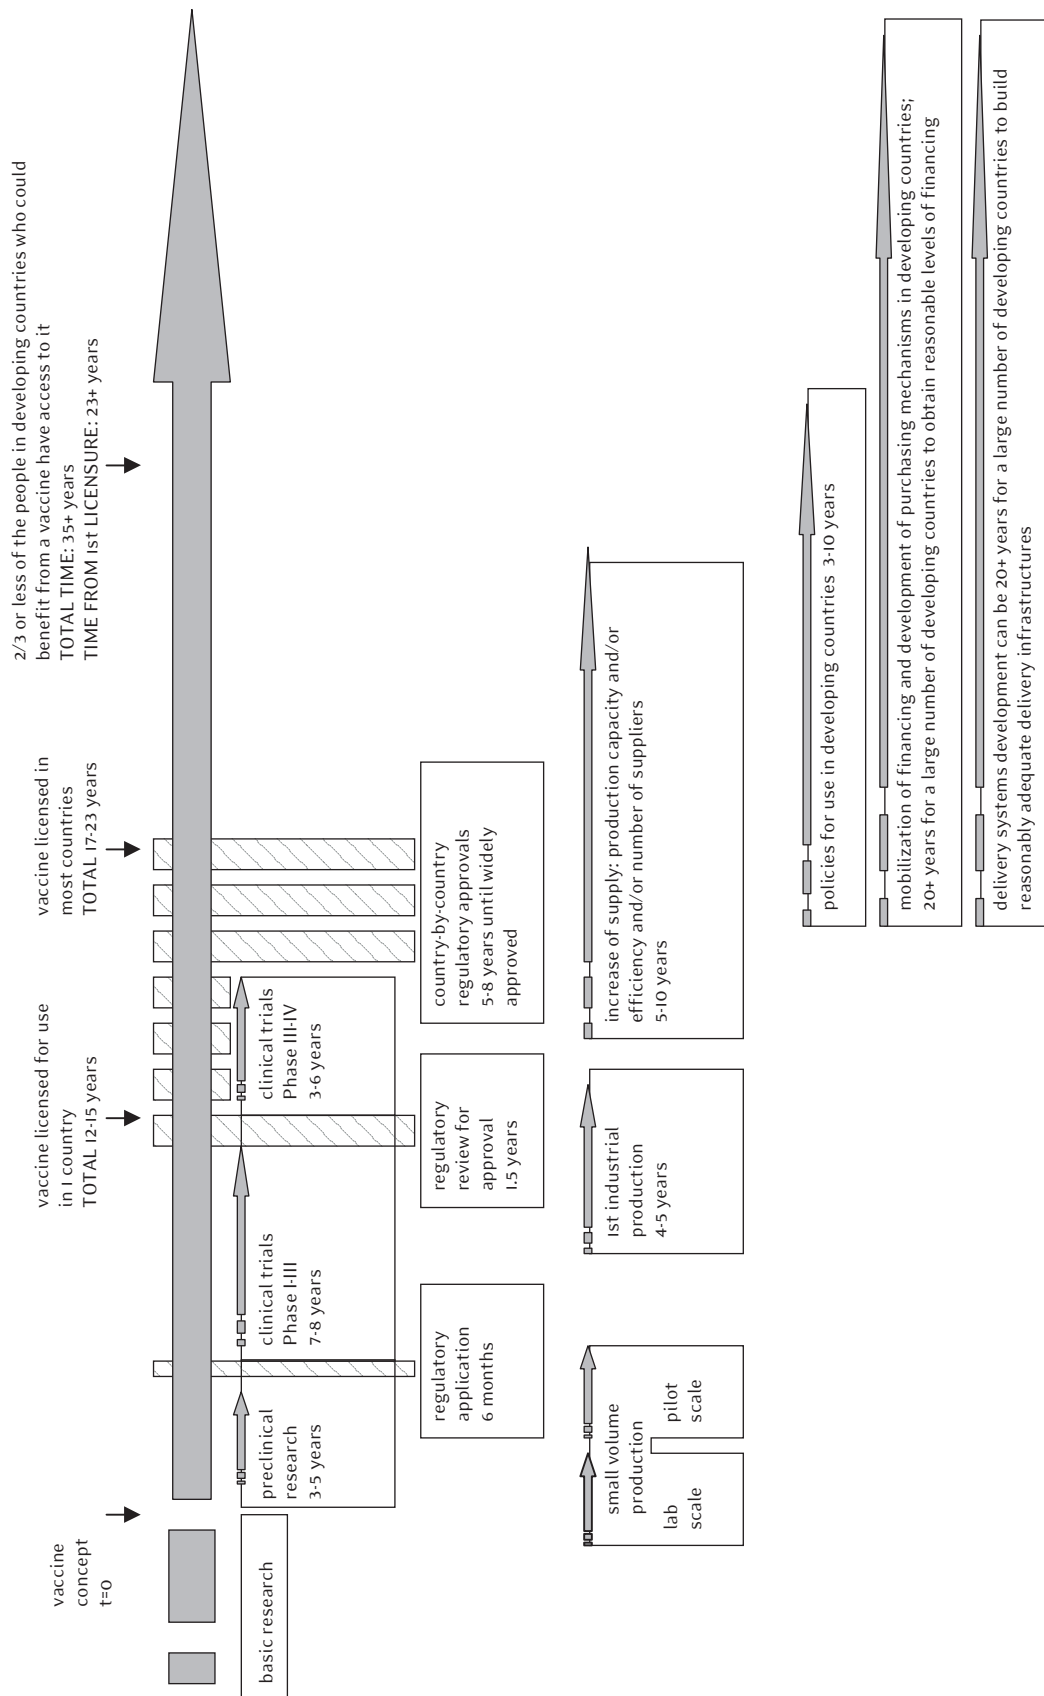 vaccine
concept
t=0
vaccine licensed for use
in 1 country
TOTAL 12-15 years
vaccine licensed in
most countries
TOTAL 17-23 years
2/3 or less of the people in developing countries who could
benefit from a vaccine have access to it
TOTAL TIME: 35+ years
TIME FROM 1st LICENSURE: 23+ years
basic research
preclinical
research
3-5 years
clinical trials
Phase I-III
7-8 years
clinical trials
Phase III-IV
3-6 years
regulatory
application
6 months
regulatory
review for
approval
1.5 years
country-by-country
regulatory approvals
5-8 years until widely
approved
small volume
production
lab
scale
pilot
scale
1st industrial
production
4-5 years
increase of supply: production capacity and/or
efficiency and/or number of suppliers
5-10 years
policies for use in developing countries 3-10 years
mobilization of financing and development of purchasing mechanisms in developing countries;
20+ years for a large number of developing countries to obtain reasonable levels of financing
delivery systems development can be 20+ years for a large number of developing countries to build
reasonably adequate delivery infrastructures